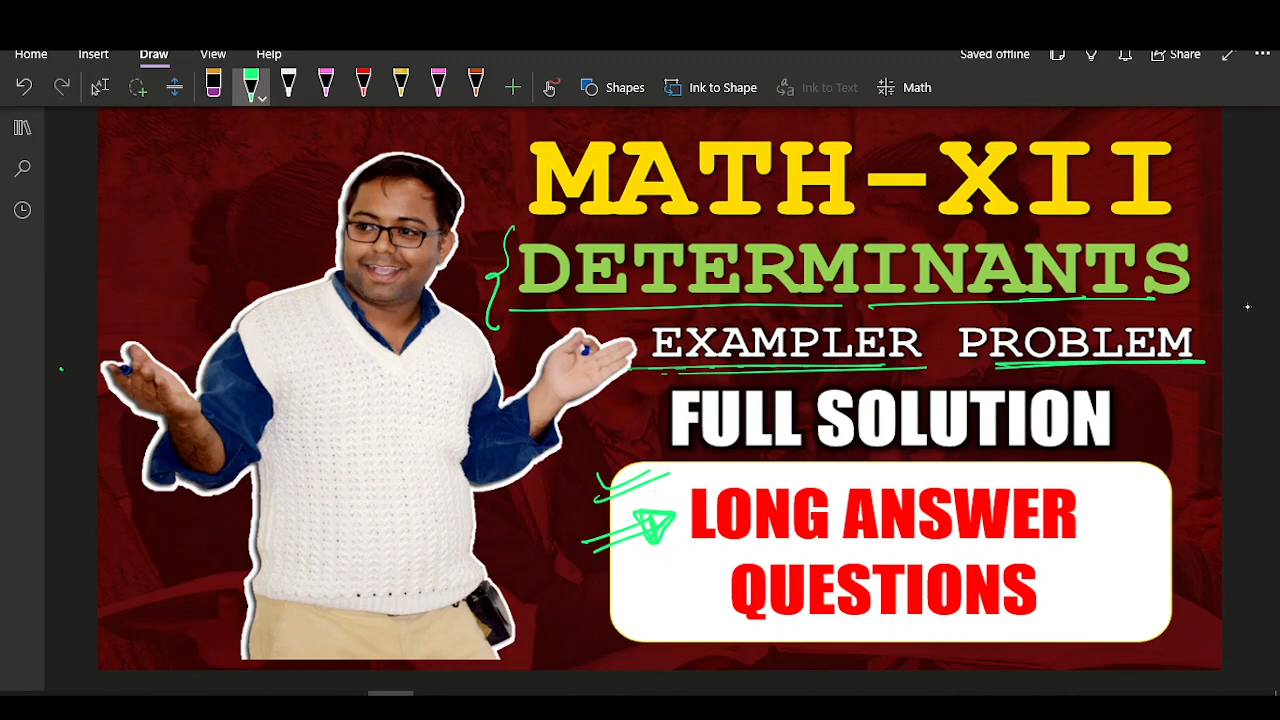 Home Insert Draw View Help Saved offline Share
Shapes Ink to Shape Ink to Text Math
MATH-XII
DETERMINANTS
EXAMPLER PROBLEM
FULL SOLUTION
LONG ANSWER
QUESTIONS